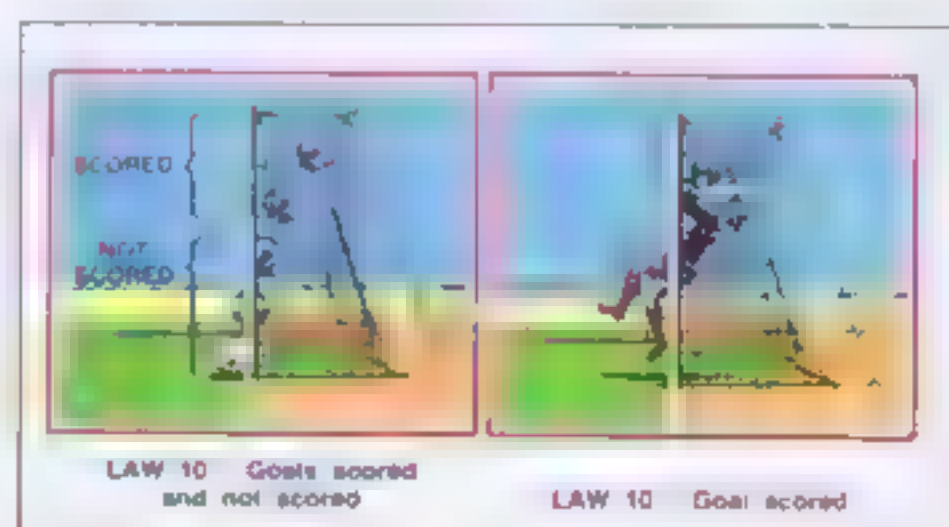 SCORED
NOT
SCORED
LAW 10 Goals scored
and not scored
LAW 10 Goal scored